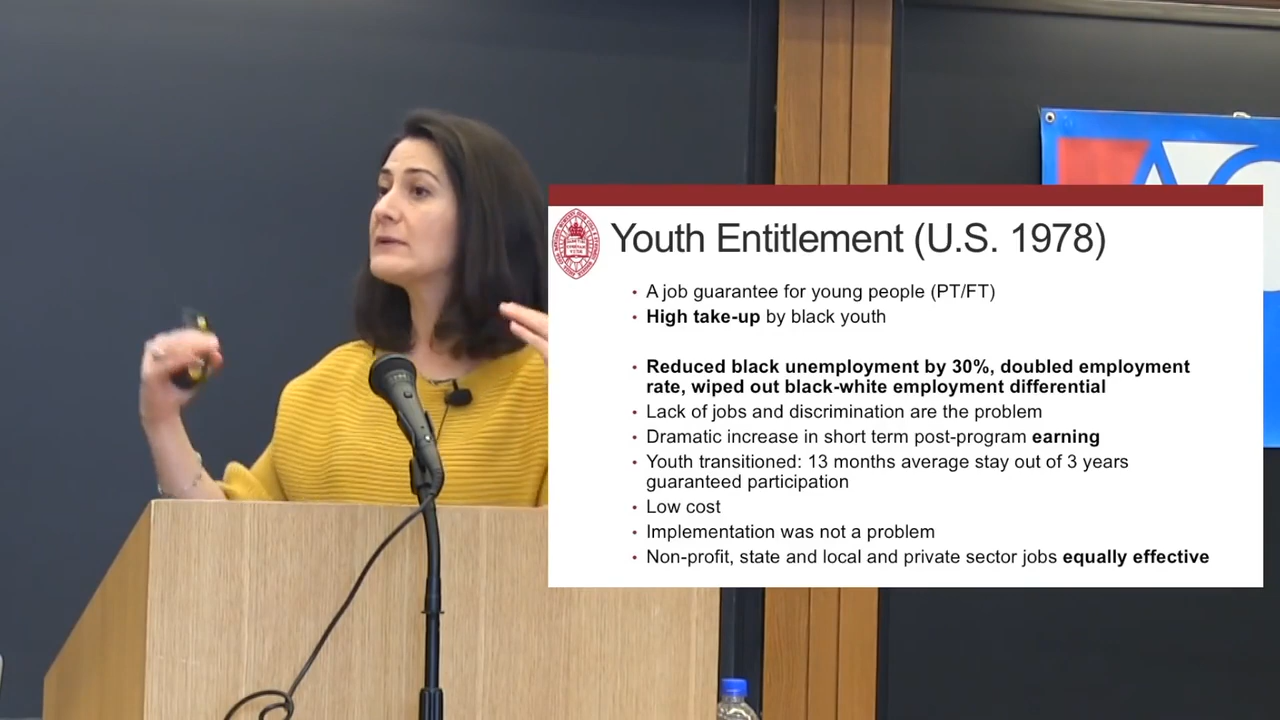 Youth Entitlement (U.S. 1978)
• A job guarantee for young people (PT/FT)
• High take-up by black youth
• Reduced black unemployment by 30%, doubled employment
rate, wiped out black-white employment differential
• Lack of jobs and discrimination are the problem
• Dramatic increase in short term post-program earning
• Youth transitioned: 13 months average stay out of 3 years
guaranteed participation
• Low cost
• Implementation was not a problem
• Non-profit, state and local and private sector jobs equally effective